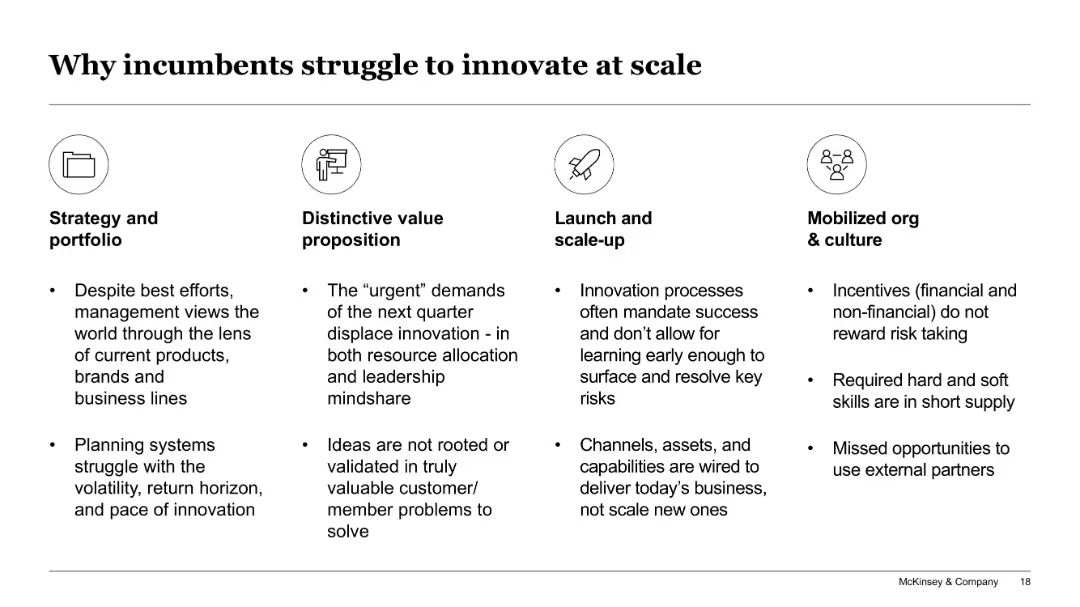 Why incumbents struggle to innovate at scale
Strategy and
portfolio
• Despite best efforts,
management views the
world through the lens
of current products,
brands and
business lines
• Planning systems
struggle with the
volatility, return horizon,
and pace of innovation
Distinctive value
proposition
• The “urgent” demands
of the next quarter
displace innovation - in
both resource allocation
and leadership
mindshare
• Ideas are not rooted or
validated in truly
valuable customer/
member problems to
solve
Launch and
scale-up
• Innovation processes
often mandate success
and don’t allow for
learning early enough to
surface and resolve key
risks
• Channels, assets, and
capabilities are wired to
deliver today’s business,
not scale new ones
Mobilized org
& culture
• Incentives (financial and
non-financial) do not
reward risk taking
• Required hard and soft
skills are in short supply
• Missed opportunities to
use external partners
McKinsey & Company 18